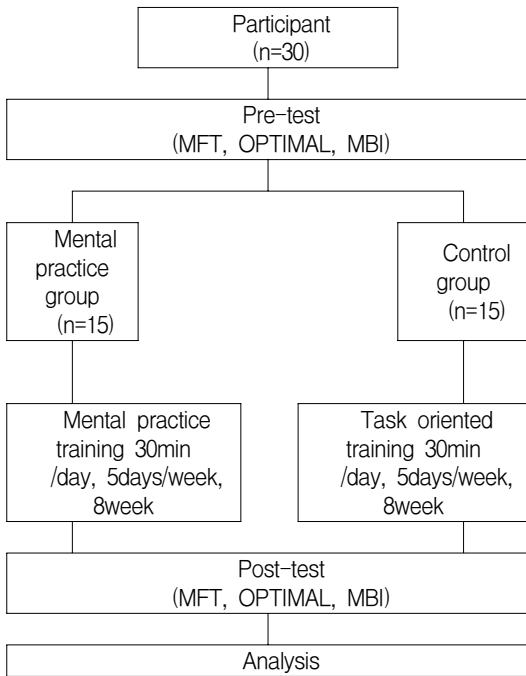 Participant
(n=30)
Pre-test
(MFT, OPTIMAL, MBI)
Mental
practice
group
(n=15)
Control
group
(n=15)
Mental practice
training 30min
/day, 5days/week,
8week
Task oriented
training 30min
/day, 5days/week,
8week
Post-test
(MFT, OPTIMAL, MBI)
Analysis